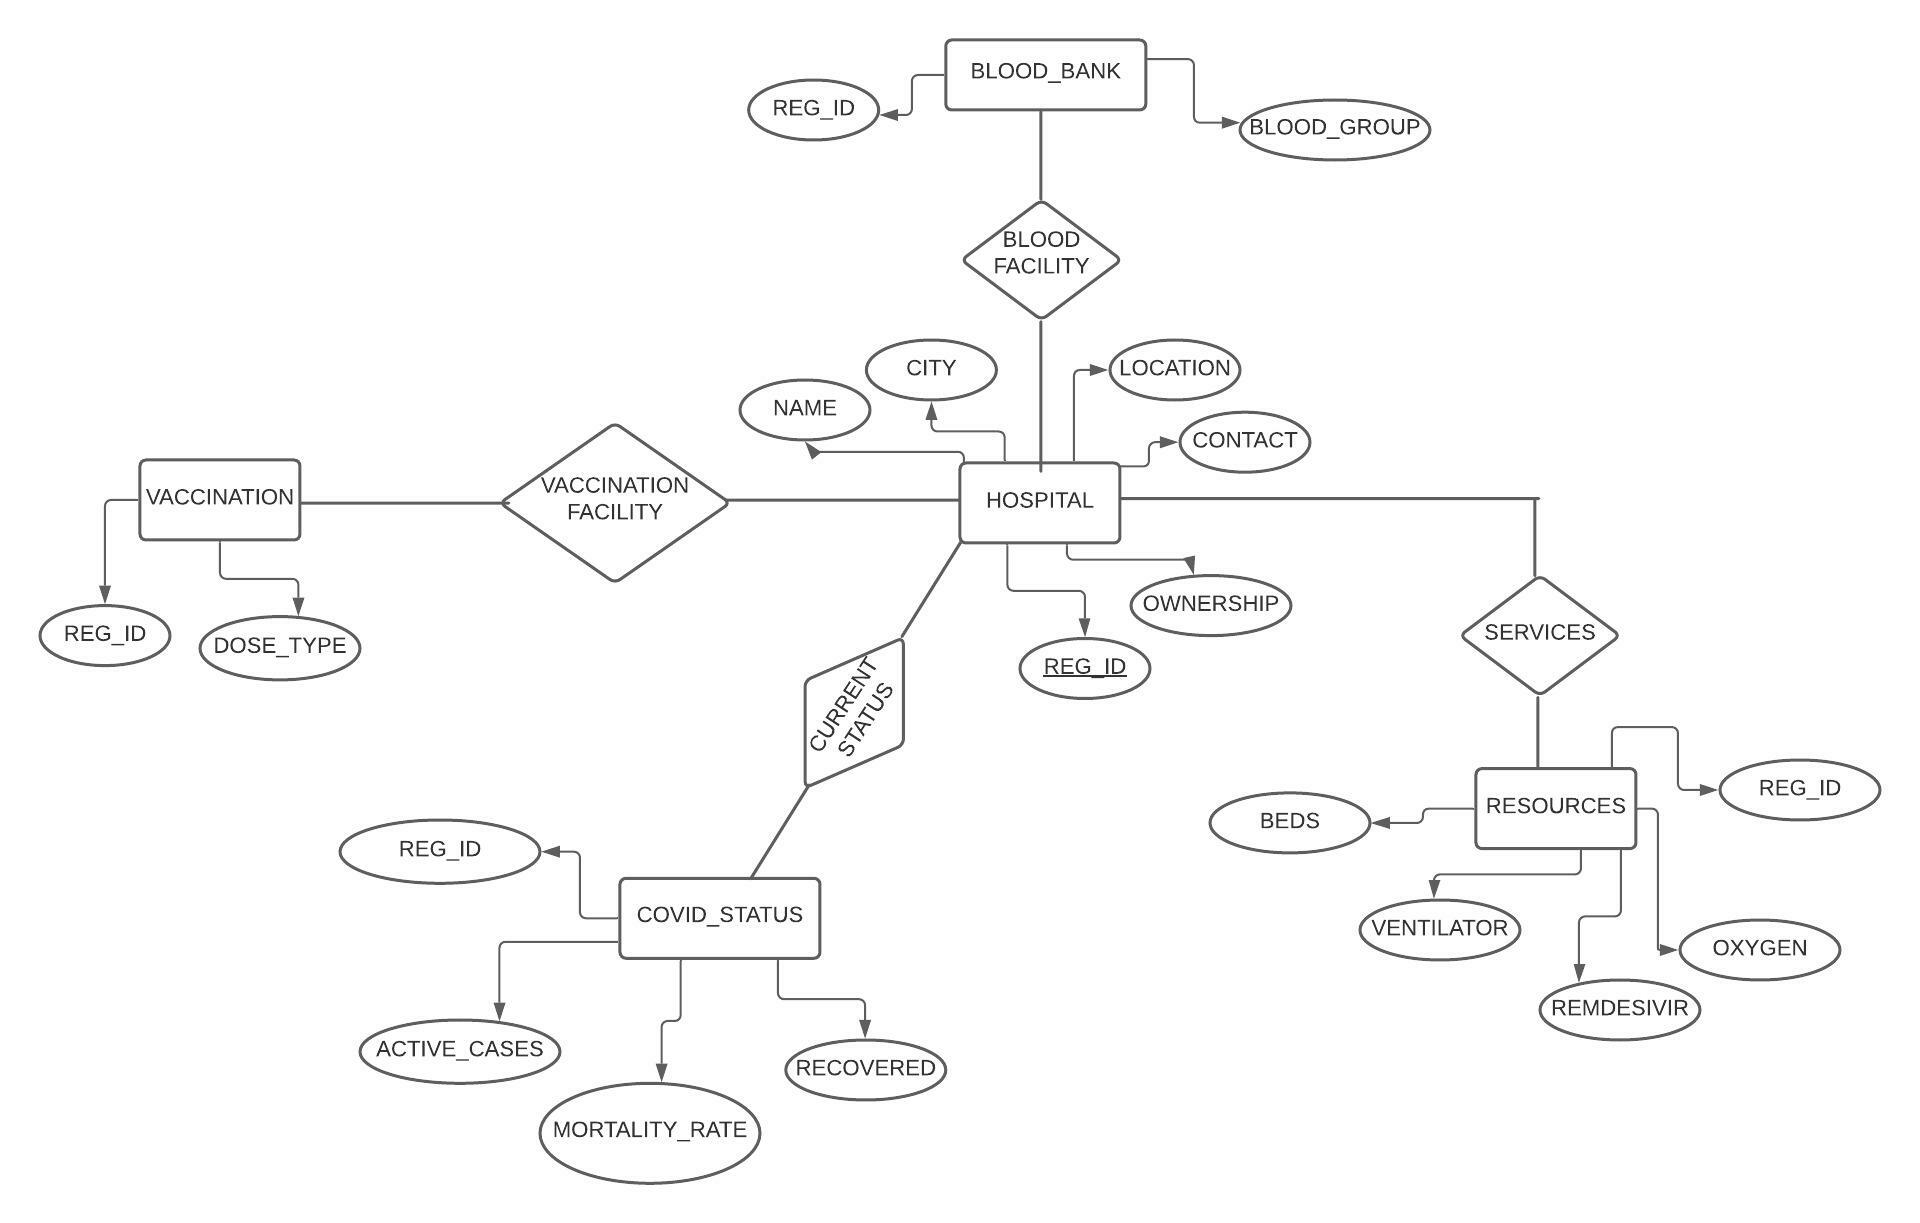 BLOOD_BANK
REG_ID
BLOOD_GROUP
BLOOD
FACILITY
CITY
LOCATION
NAME
CONTACT
VACCINATION
VACCINATION
FACILITY
HOSPITAL
OWNERSHIP
REG_ID
DOSE_TYPE
REG_ID
SERVICES
CURRENT
STATUS
REG_ID
BEDS
RESOURCES
REG_ID
COVID_STATUS
VENTILATOR
OXYGEN
REMDESIVIR
ACTIVE_CASES
RECOVERED
MORTALITY_RATE